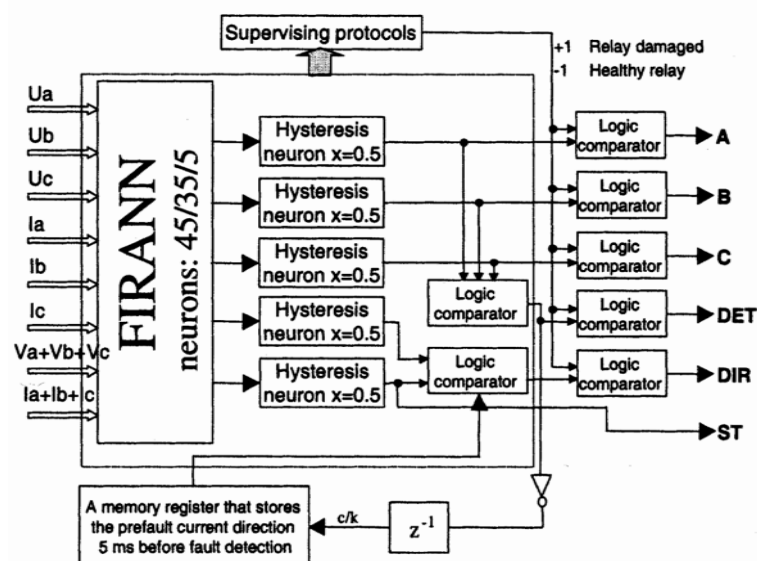 Supervising protocols
+1 Relay damaged
-1 Healthy relay
Ua
Ub
Uc
Ia
Ib
Ic
Va+Vb+Vc
Ia+Ib+Ic
FIRANN
neurons: 45/35/5
Hysteresis
neuron x=0.5
Hysteresis
neuron x=0.5
Hysteresis
neuron x=0.5
Hysteresis
neuron x=0.5
Hysteresis
neuron x=0.5
Logic
comparator
Logic
comparator
Logic
comparator
A
Logic
comparator
B
Logic
comparator
C
Logic
comparator
DET
Logic
comparator
DIR
ST
A memory register that stores
the prefault current direction
5 ms before fault detection
c/k
z⁻¹